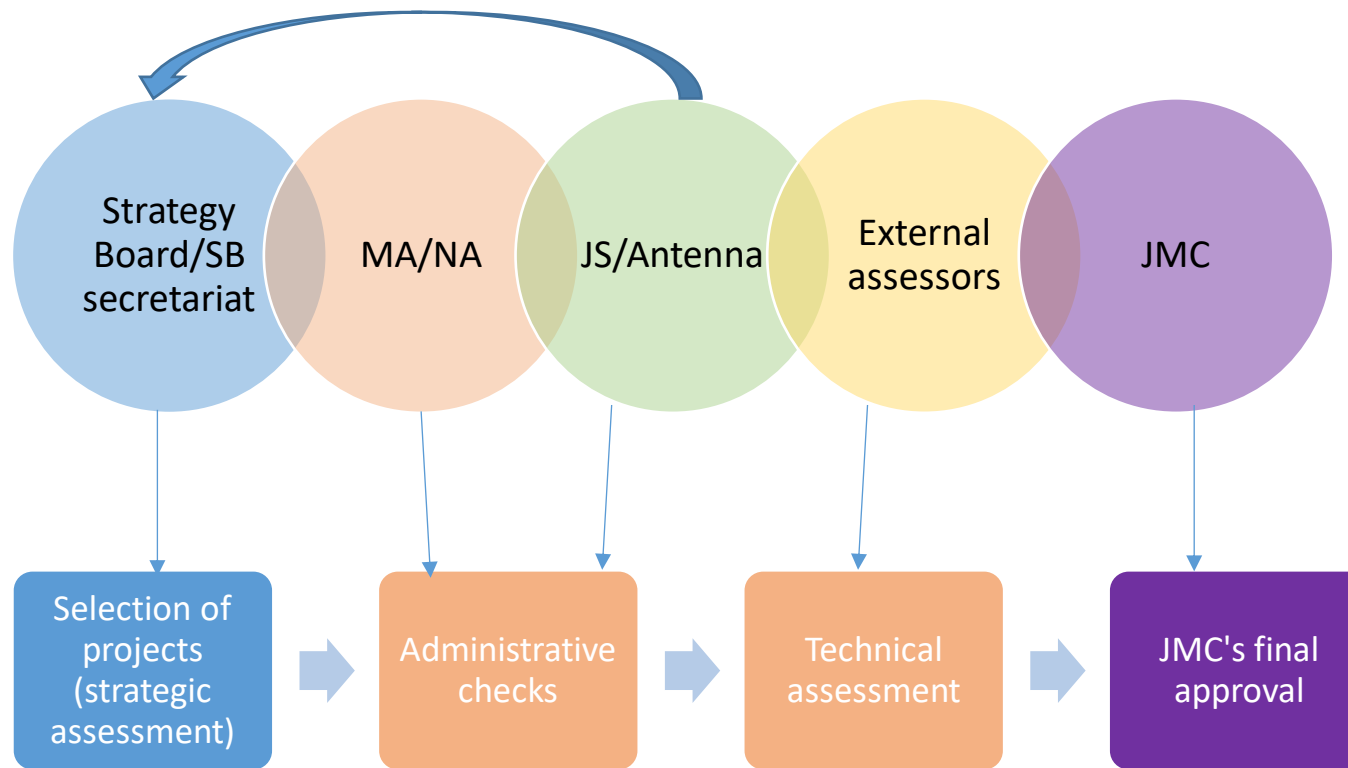 Strategy
Board/SB
secretariat
MA/NA
JS/Antenna
External
assessors
JMC
Selection of
projects
(strategic
assessment)
Administrative
checks
Technical
assessment
JMC's final
approval